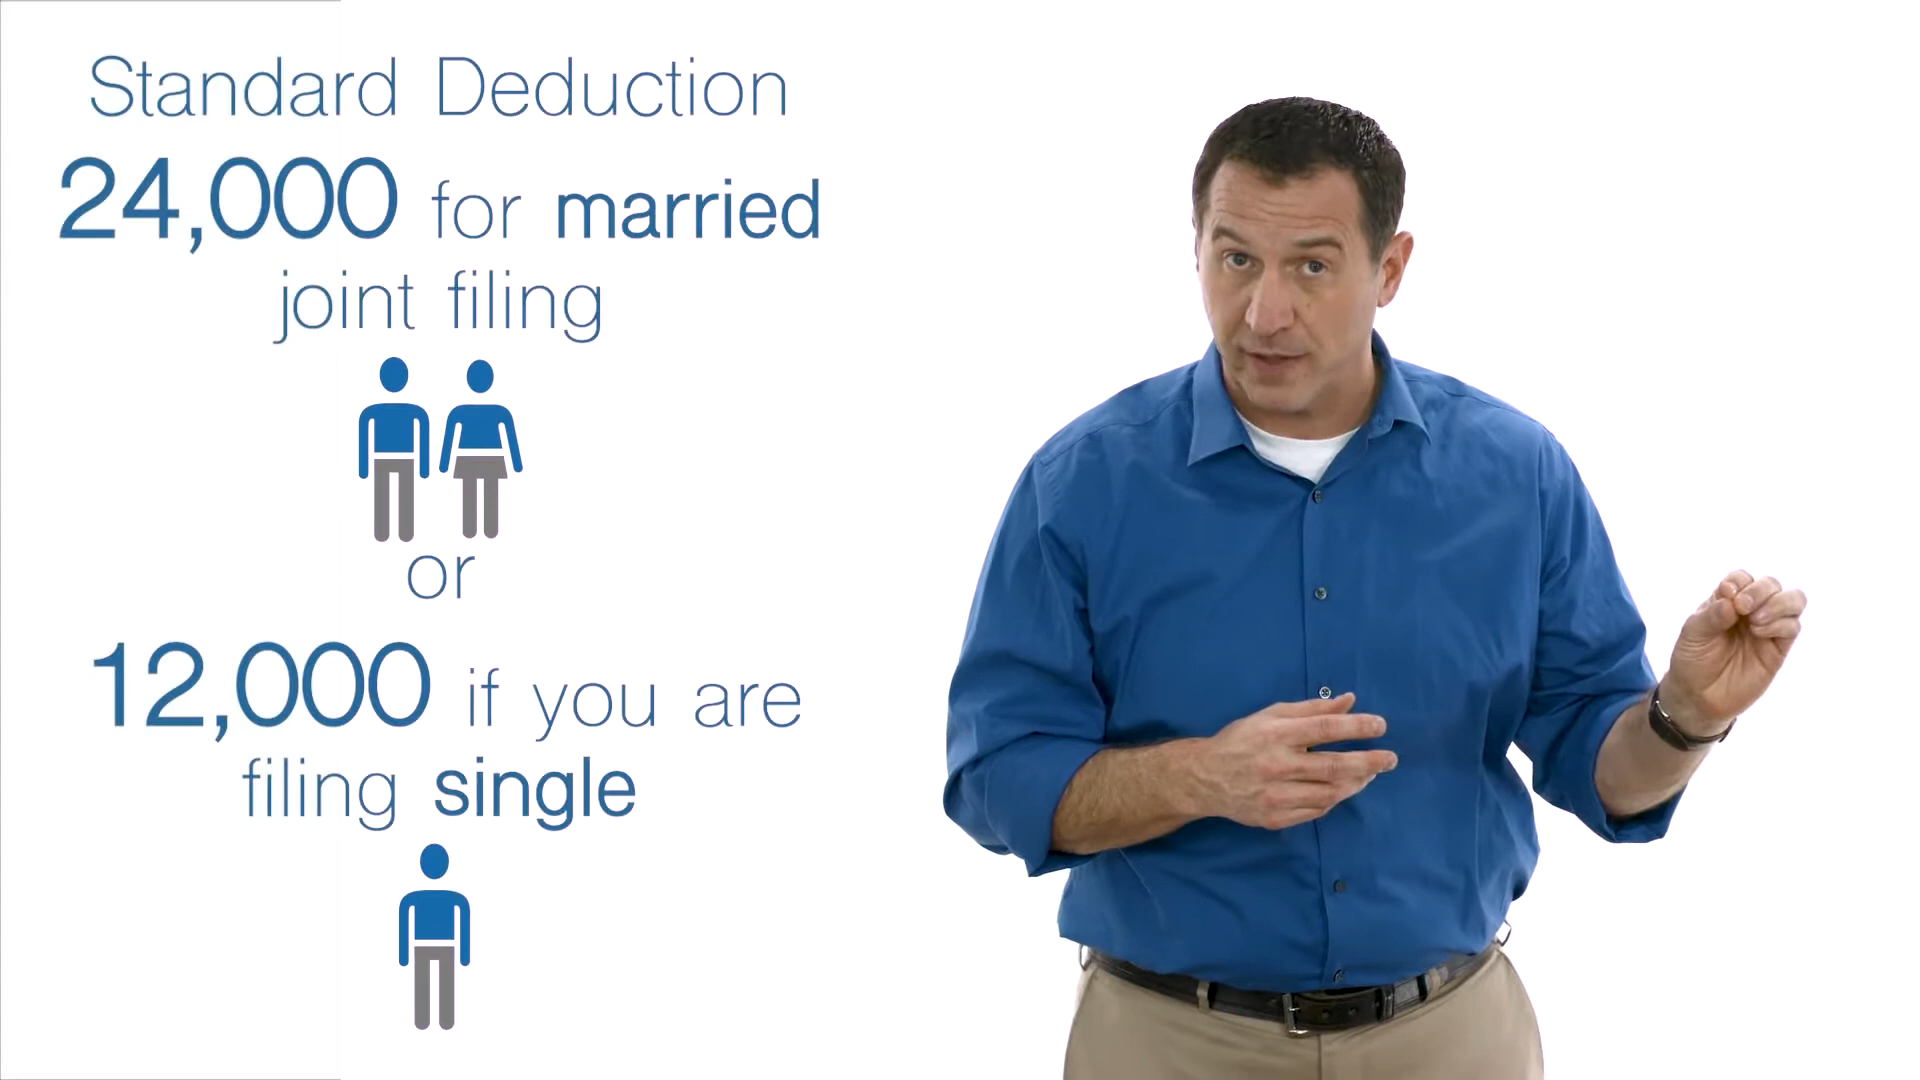 Standard Deduction
24,000 for married
joint filing
or
12,000 if you are
filing single